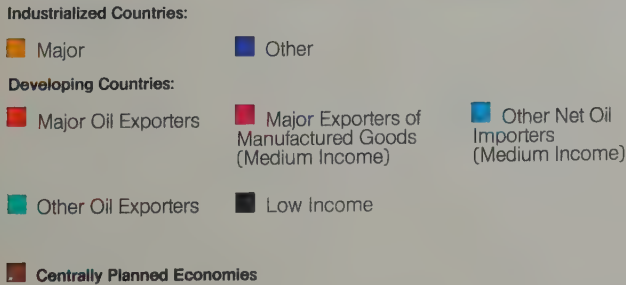 Industrialized Countries:
Major
Other
Developing Countries:
Major Oil Exporters
Major Exporters of
Manufactured Goods
(Medium Income)
Other Net Oil
Importers
(Medium Income)
Other Oil Exporters
Low Income
Centrally Planned Economies